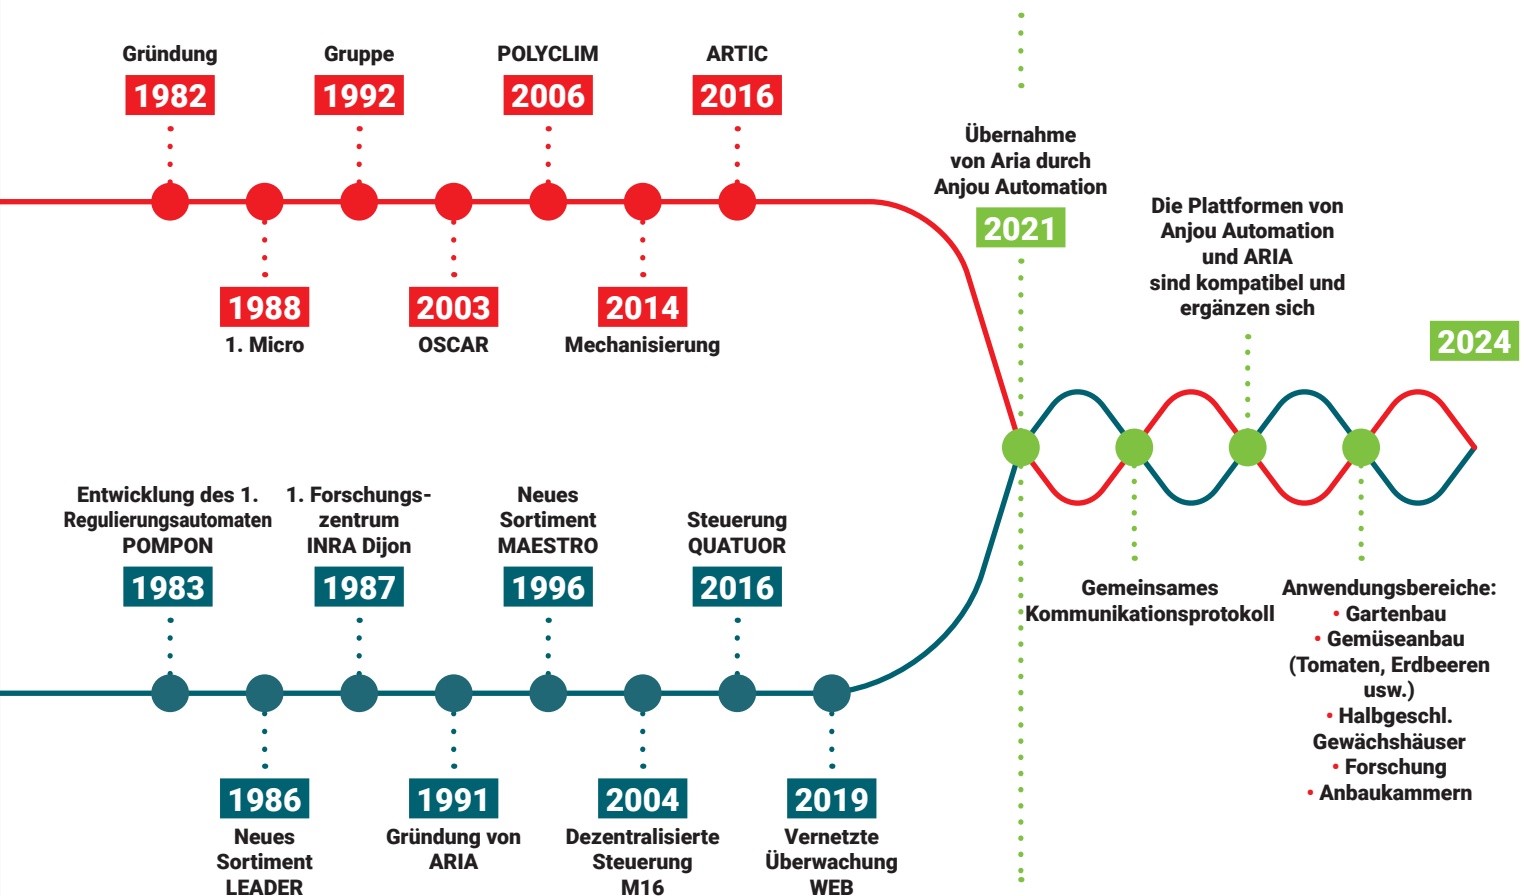 Gründung
1982
Gruppe
1992
POLYCLIM
2006
ARTIC
2016
1988
1. Micro
2003
OSCAR
2014
Mechanisierung
Übernahme
von Aria durch
Anjou Automation
2021
Die Plattformen von
Anjou Automation
und ARIA
sind kompatibel und
ergänzen sich
2024
Entwicklung des 1.
Regulierungsautomaten
POMPON
1983
1. Forschungs-
zentrum
INRA Dijon
1987
Neues
Sortiment
MAESTRO
1996
Steuerung
QUATUOR
2016
1986
Neues
Sortiment
LEADER
1991
Gründung von
ARIA
2004
Dezentralisierte
Steuerung
M16
2019
Vernetzte
Überwachung
WEB
Gemeinsames
Kommunikationsprotokoll
Anwendungsbereiche:
• Gartenbau
• Gemüseanbau
(Tomaten, Erdbeeren
usw.)
• Halbgeschl.
Gewächshäuser
• Forschung
• Anbaukammern